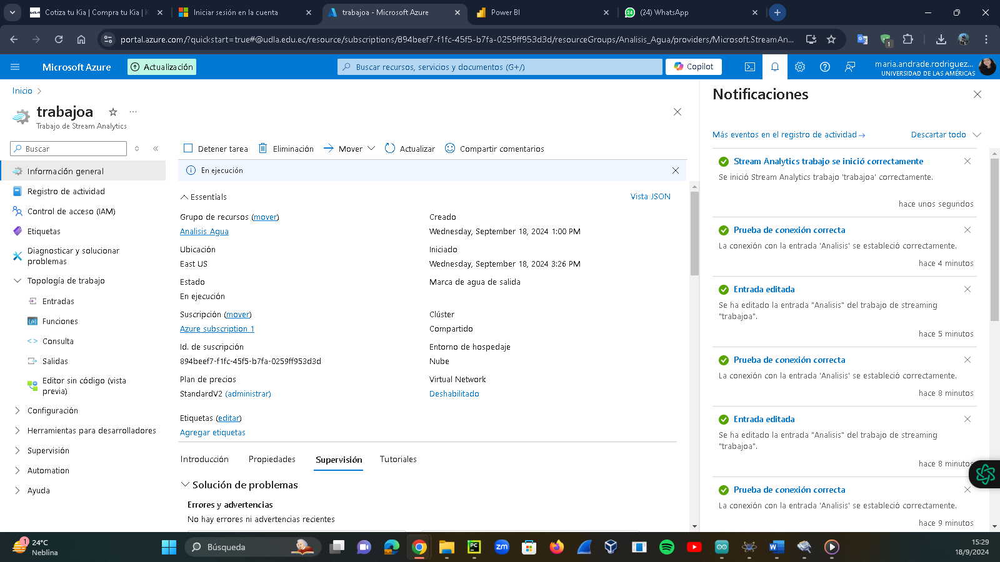 Cotiza tu Kia | Compra tu Kia | K
Iniciar sesión en la cuenta
trabajoa - Microsoft Azure
Power BI
(24) WhatsApp
portal.azure.com/?quickstart=true#@udla.edu.ec/resource/subscriptions/894beef7-f1fc-45f5-b7fa-0259ff953d3d/resourceGroups/Analisis_Agua/providers/Microsoft.StreamAn...
1
Microsoft Azure
Actualización
Buscar recursos, servicios y documentos (G+/)
Copilot
maria.andrade.rodriguez...
UNIVERSIDAD DE LAS AMÉRICAS
Inicio
trabajoa
Trabajo de Stream Analytics
Buscar
Información general
Registro de actividad
Control de acceso (IAM)
Etiquetas
Diagnosticar y solucionar
problemas
Topología de trabajo
Entradas
Funciones
Consulta
Salidas
Editor sin código (vista
previa)
Configuración
Herramientas para desarrolladores
Supervisión
Automation
Ayuda
Detener tarea
Eliminación
Mover
Actualizar
Compartir comentarios
En ejecución
Essentials
Vista JSON
Grupo de recursos (mover)
Analisis Agua
Ubicación
East US
Estado
En ejecución
Suscripción (mover)
Azure subscription 1
Id. de suscripción
894beef7-f1fc-45f5-b7fa-0259ff953d3d
Plan de precios
StandardV2 (administrar)
Creado
Wednesday, September 18, 2024 1:00 PM
Iniciado
Wednesday, September 18, 2024 3:26 PM
Marca de agua de salida
Clúster
Compartido
Entorno de hospedaje
Nube
Virtual Network
Deshabilitado
Etiquetas (editar)
Agregar etiquetas
Introducción
Propiedades
Supervisión
Tutoriales
Solución de problemas
Errores y advertencias
No hay errores ni advertencias recientes
Notificaciones
Más eventos en el registro de actividad
Descartar todo
Stream Analytics trabajo se inició correctamente
Se inició Stream Analytics trabajo 'trabajoa' correctamente.
hace unos segundos
Prueba de conexión correcta
La conexión con la entrada 'Analisis' se estableció correctamente.
hace 4 minutos
Entrada editada
Se ha editado la entrada "Analisis" del trabajo de streaming
"trabajoa".
hace 5 minutos
Prueba de conexión correcta
La conexión con la entrada 'Analisis' se estableció correctamente.
hace 8 minutos
Entrada editada
Se ha editado la entrada "Analisis" del trabajo de streaming
"trabajoa".
hace 8 minutos
Prueba de conexión correcta
La conexión con la entrada 'Analisis' se estableció correctamente.
hace 9 minutos
1
24°C
Neblina
Búsqueda
15:29
18/9/2024